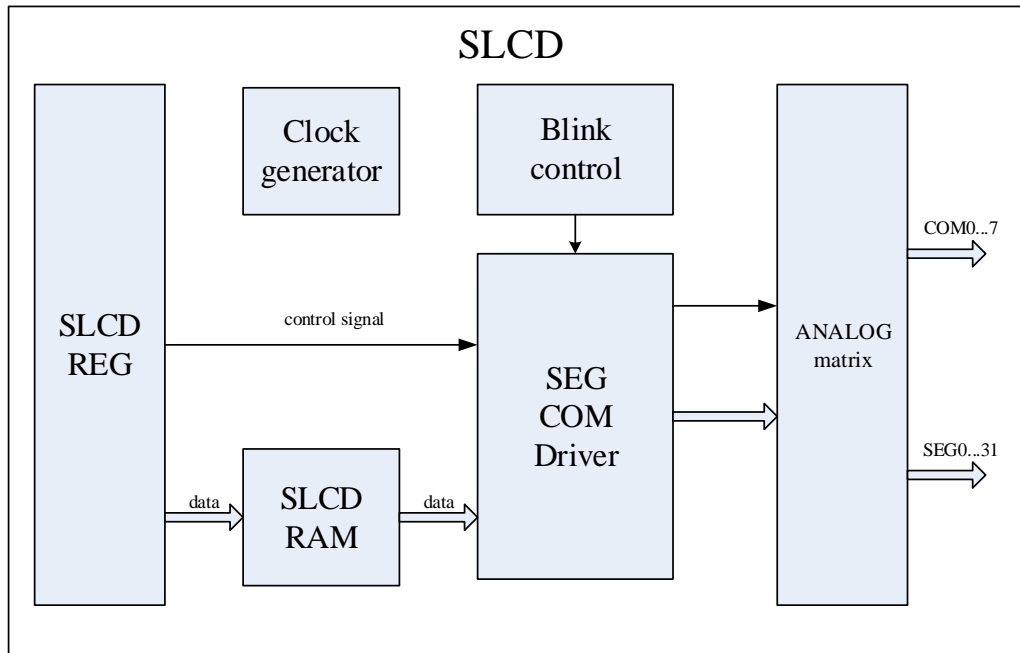 SLCD
Clock
generator
Blink
control
COM0...7
SLCD
REG
control signal
SEG
COM
Driver
ANALOG
matrix
SEG0...31
data
SLCD
RAM
data